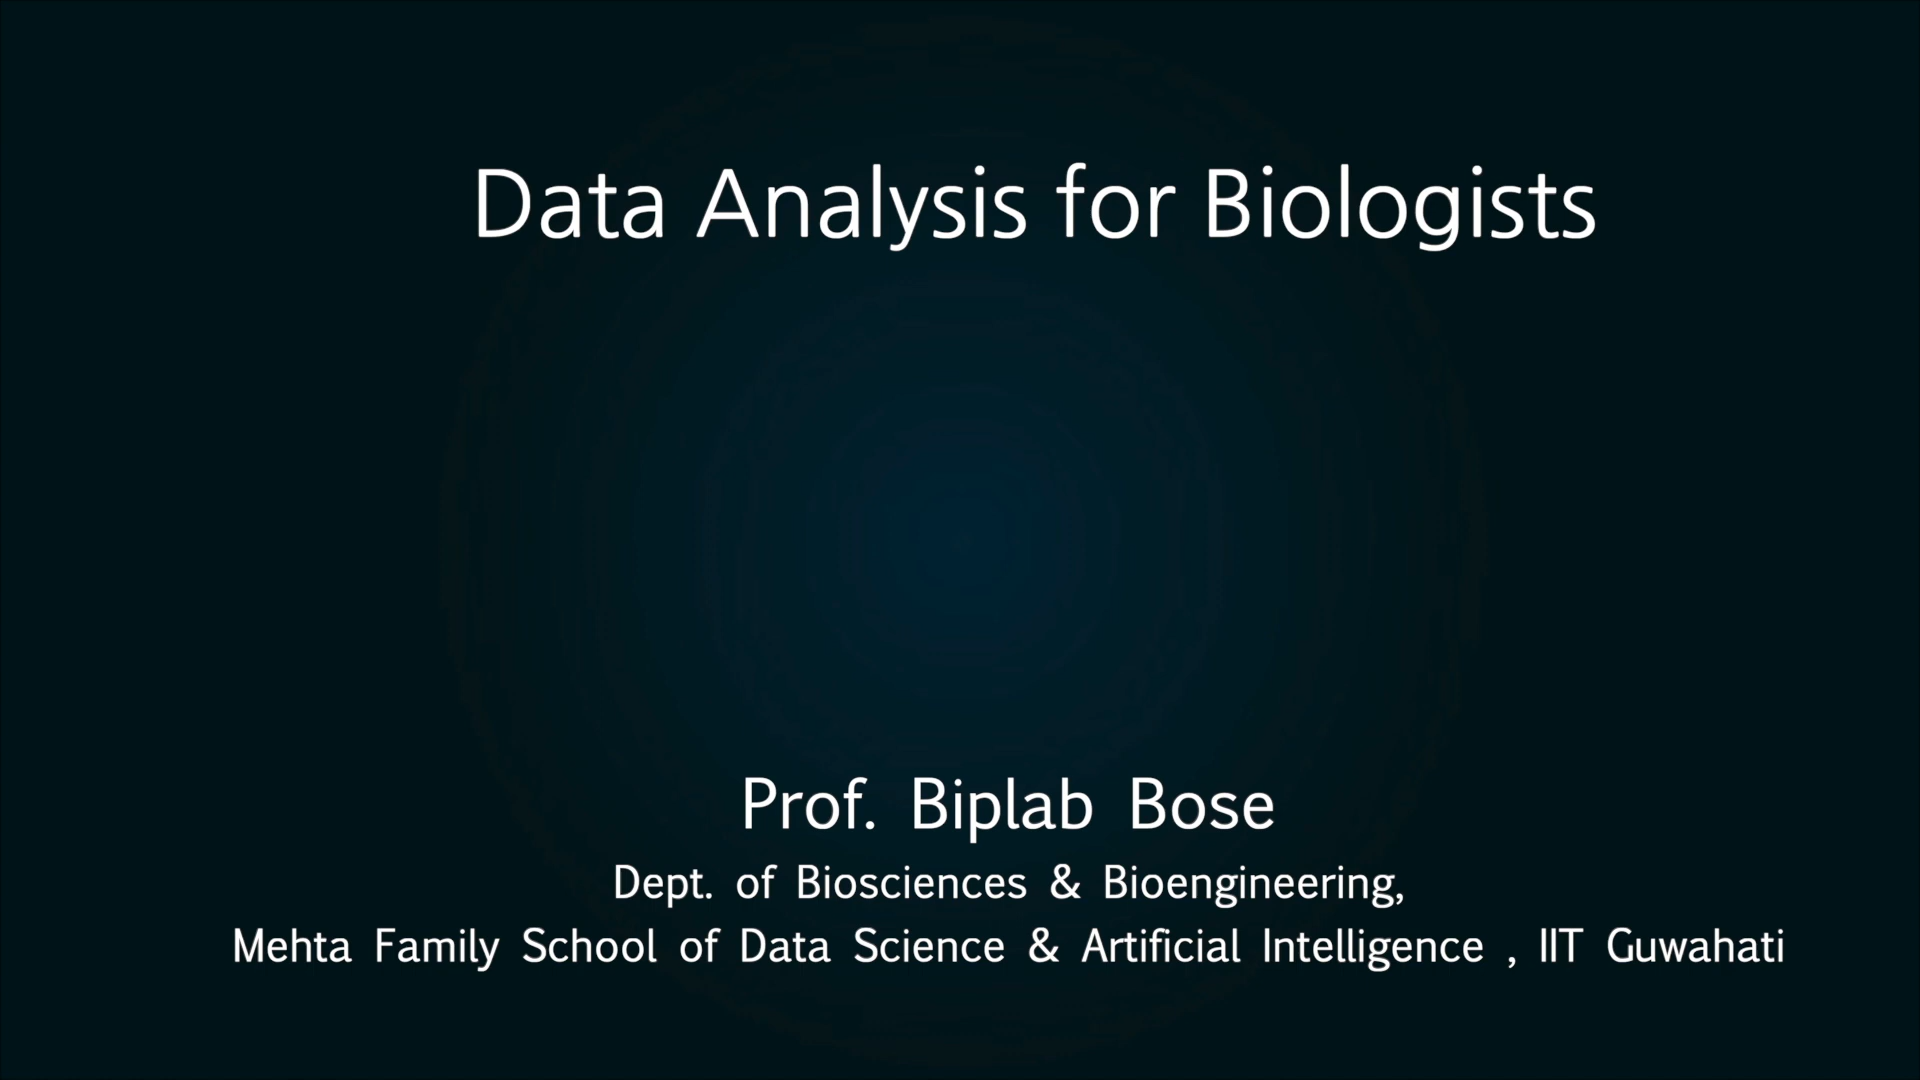 Data Analysis for Biologists
Prof. Biplab Bose
Dept. of Biosciences & Bioengineering,
Mehta Family School of Data Science & Artificial Intelligence , IIT Guwahati